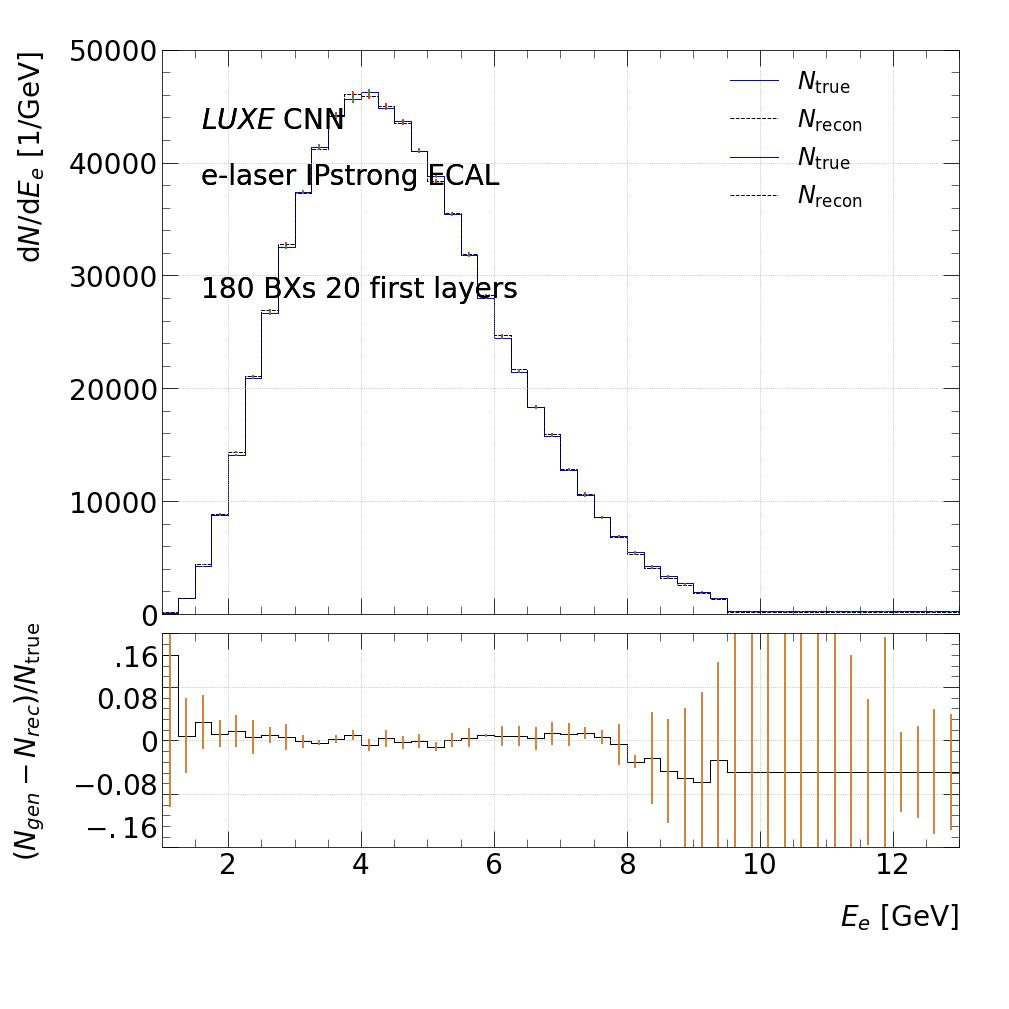 50000
40000
30000
20000
10000
0
dN/dE_e [1/GeV]
LUXE CNN
e-laser IPstrong ECAL
180 BXs 20 first layers
N_true
N_recon
N_true
N_recon
.16
0.08
0
−0.08
−.16
(N_gen − N_rec)/N_true
2 4 6 8 10 12
E_e [GeV]